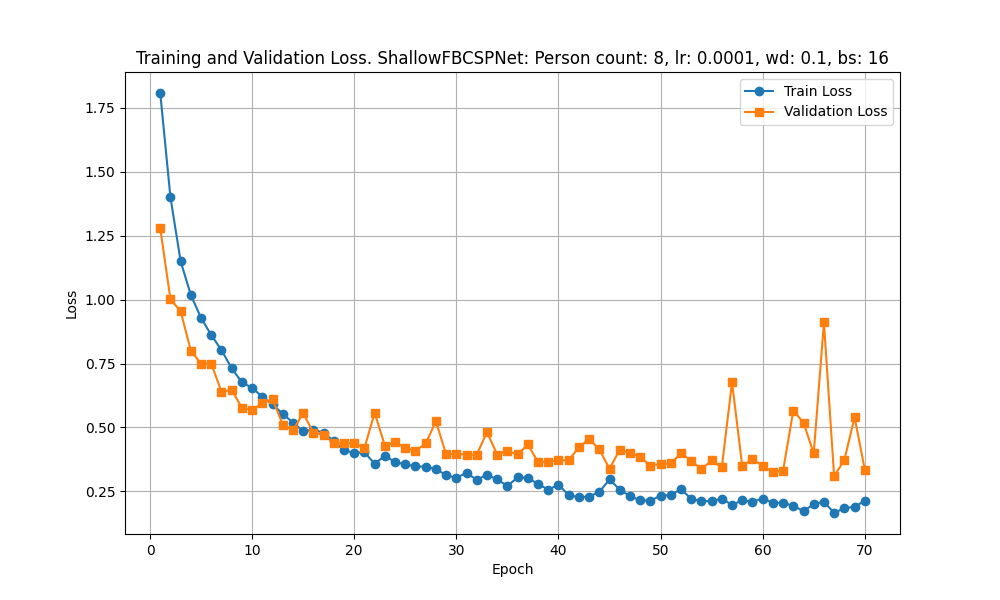 Training and Validation Loss. ShallowFBCSPNet: Person count: 8, lr: 0.0001, wd: 0.1, bs: 16
Train Loss
Validation Loss
1.75
1.50
1.25
1.00
0.75
0.50
0.25
Loss
0 10 20 30 40 50 60 70
Epoch